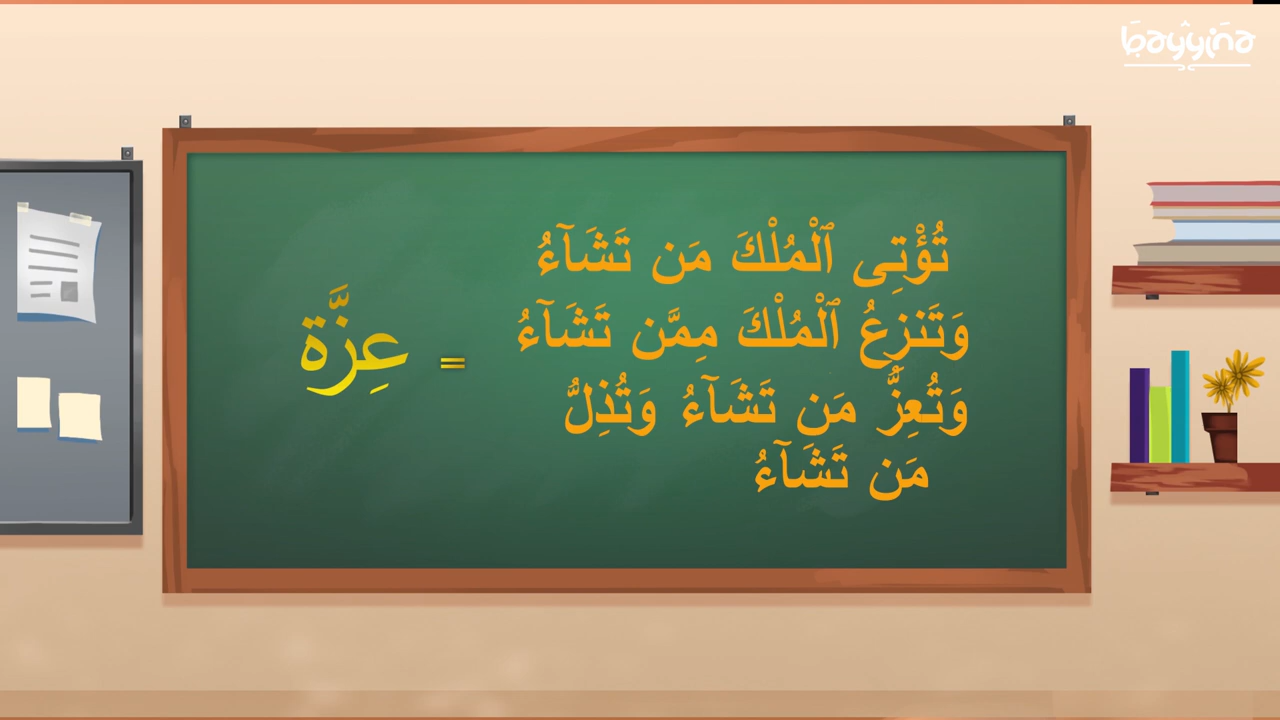 bayyina
تُؤْتِى ٱلْمُلْكَ مَن تَشَآءُ
وَتَنزِعُ ٱلْمُلْكَ مِمَّن تَشَآءُ
وَتُعِزُّ مَن تَشَآءُ وَتُذِلُّ
مَن تَشَآءُ
= عِزَّة